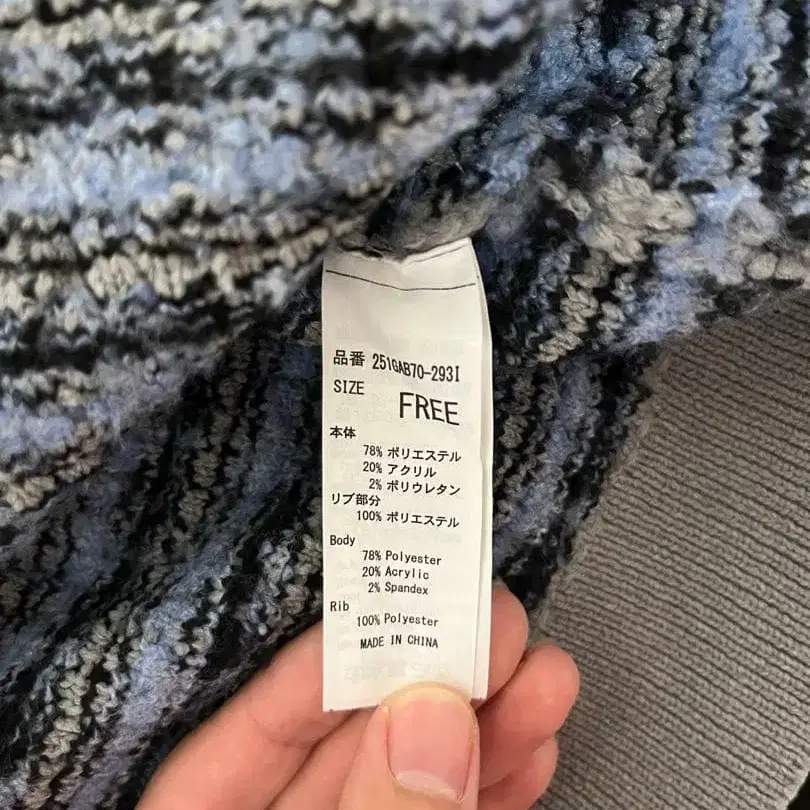 品番 251GAB70-293I
SIZE FREE
本体
78% ポリエステル
20% アクリル
2% ポリウレタン
リブ部分
100% ポリエステル
Body
78% Polyester
20% Acrylic
2% Spandex
Rib
100% Polyester
MADE IN CHINA